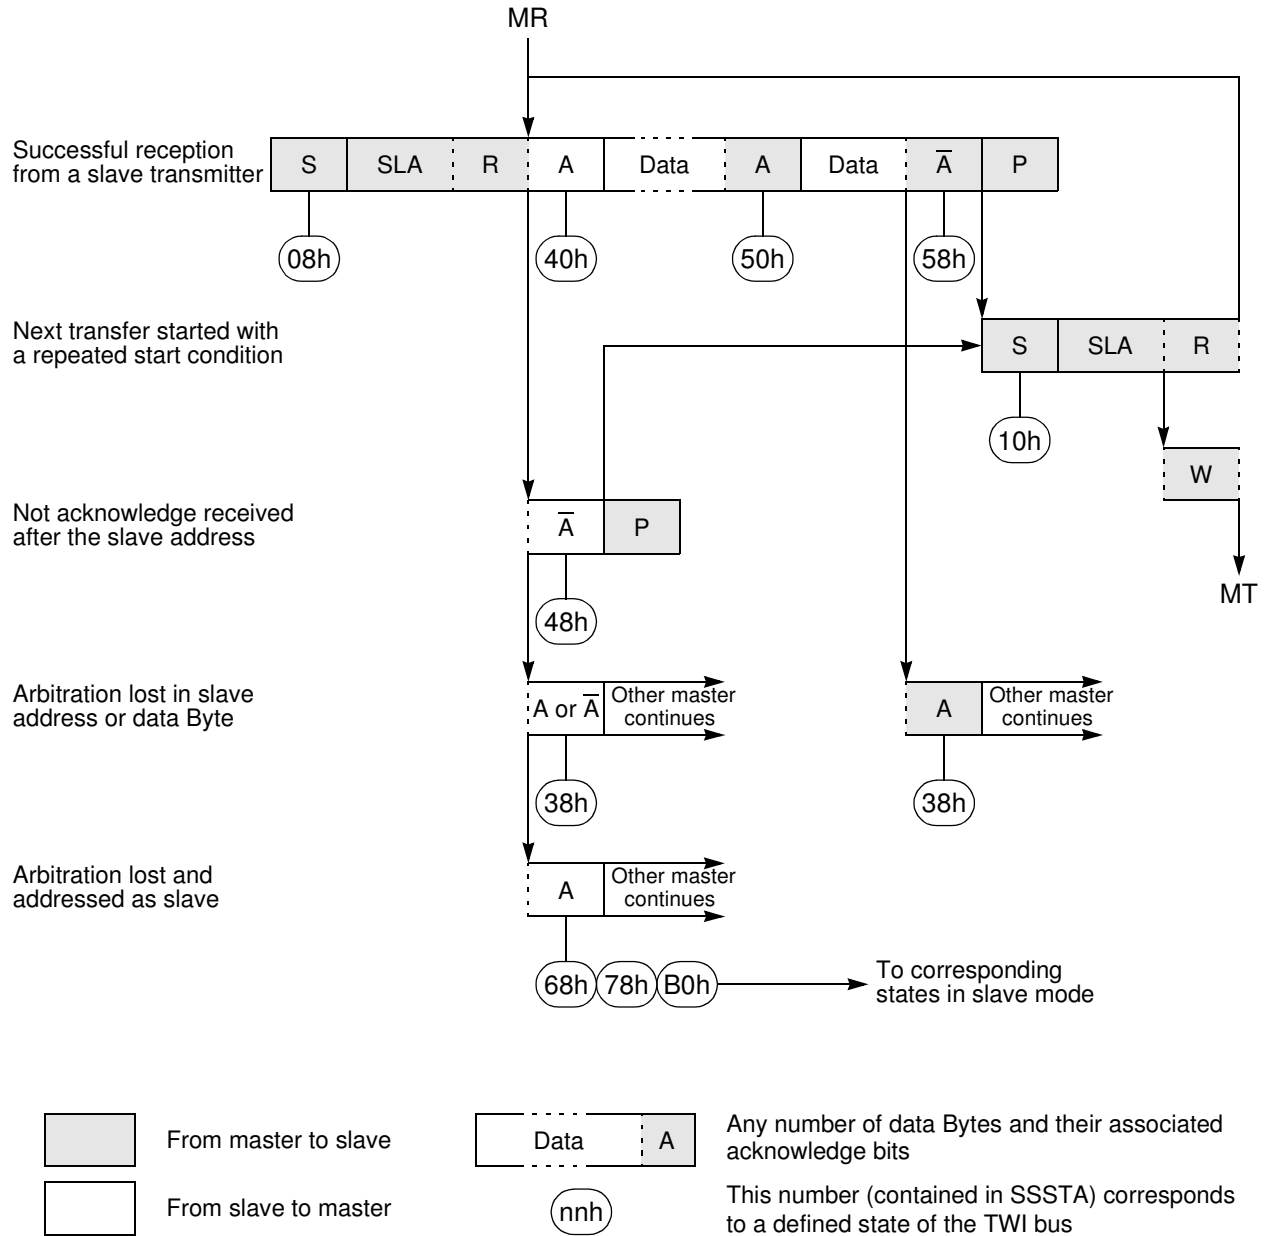 MR
Successful reception
from a slave transmitter
S SLA R A Data A Data A̅ P
08h 40h 50h 58h
Next transfer started with
a repeated start condition
S SLA R
10h
W
MT
Not acknowledge received
after the slave address
A̅ P
48h
Arbitration lost in slave
address or data Byte
A or A̅
Other master
continues
A
Other master
continues
38h 38h
Arbitration lost and
addressed as slave
A
Other master
continues
68h 78h B0h
To corresponding
states in slave mode
From master to slave
Data A
Any number of data Bytes and their associated
acknowledge bits
From slave to master
nnh
This number (contained in SSSTA) corresponds
to a defined state of the TWI bus